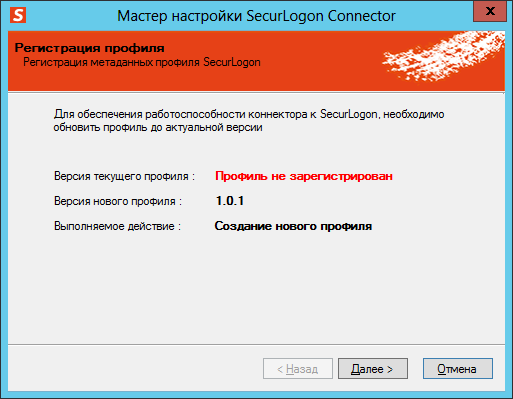 S
Мастер настройки SecurLogon Connector
x
Регистрация профиля
Регистрация метаданных профиля SecurLogon
Для обеспечения работоспособности коннектора к SecurLogon, необходимо
обновить профиль до актуальной версии
Версия текущего профиля : Профиль не зарегистрирован
Версия нового профиля : 1.0.1
Выполняемое действие : Создание нового профиля
< Назад Далее > Отмена